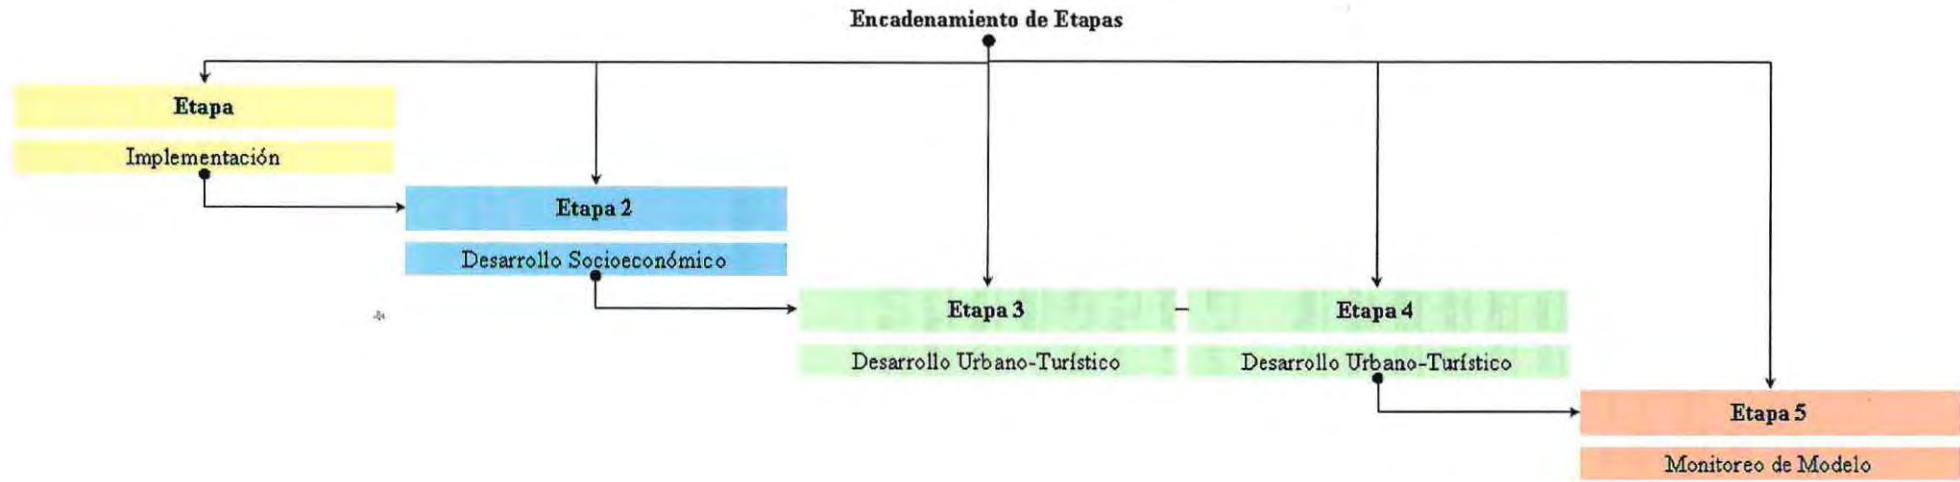 Encadenamiento de Etapas
Etapa
Implementación
Etapa 2
Desarrollo Socioeconómico
Etapa 3
Desarrollo Urbano-Turístico
Etapa 4
Desarrollo Urbano-Turístico
Etapa 5
Monitoreo de Modelo